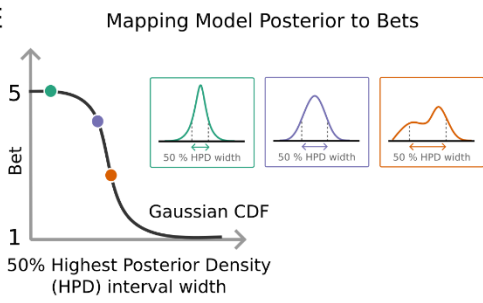 E
Mapping Model Posterior to Bets
5
Bet
1
50 % HPD width
50 % HPD width
50 % HPD width
Gaussian CDF
50% Highest Posterior Density
(HPD) interval width